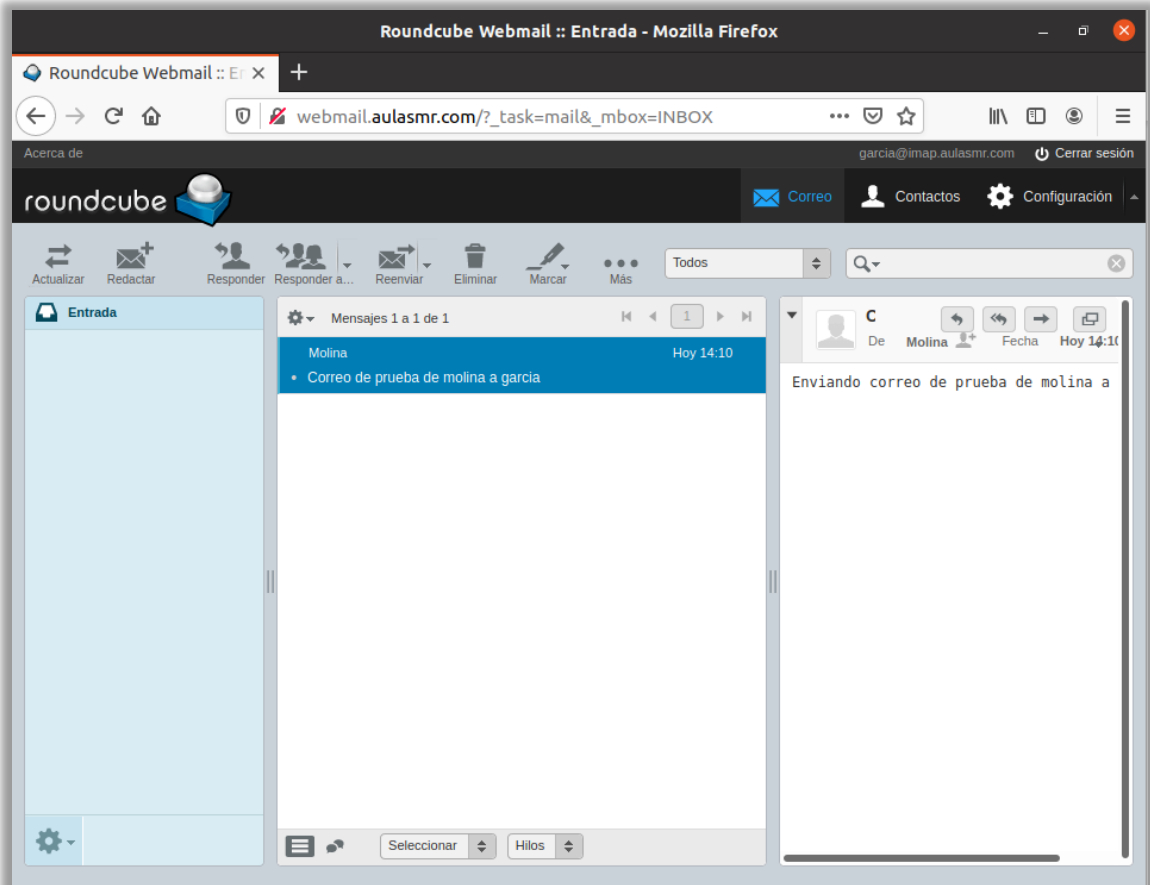 Roundcube Webmail :: Entrada - Mozilla Firefox
Roundcube Webmail :: En
webmail.aulasmr.com/?_task=mail&_mbox=INBOX
Acerca de garcia@imap.aulasmr.com Cerrar sesión
roundcube Correo Contactos Configuración
Actualizar Redactar Responder Responder a... Reenviar Eliminar Marcar Más Todos
Entrada
Mensajes 1 a 1 de 1 1
Molina Hoy 14:10
Correo de prueba de molina a garcia
C
De Molina Fecha Hoy 14:10
Enviando correo de prueba de molina a
Seleccionar Hilos